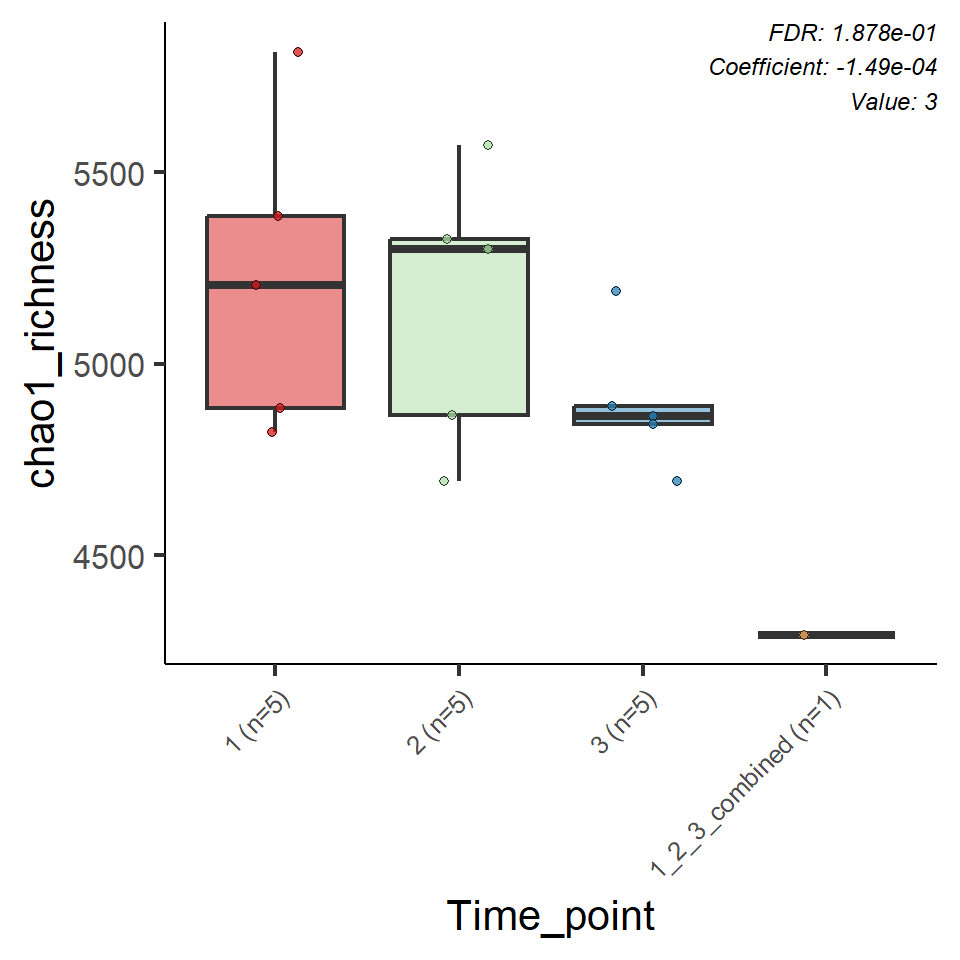 FDR: 1.878e-01
Coefficient: -1.49e-04
Value: 3
chao1_richness
5500
5000
4500
1 (n=5)
2 (n=5)
3 (n=5)
1_2_3_combined (n=1)
Time_point